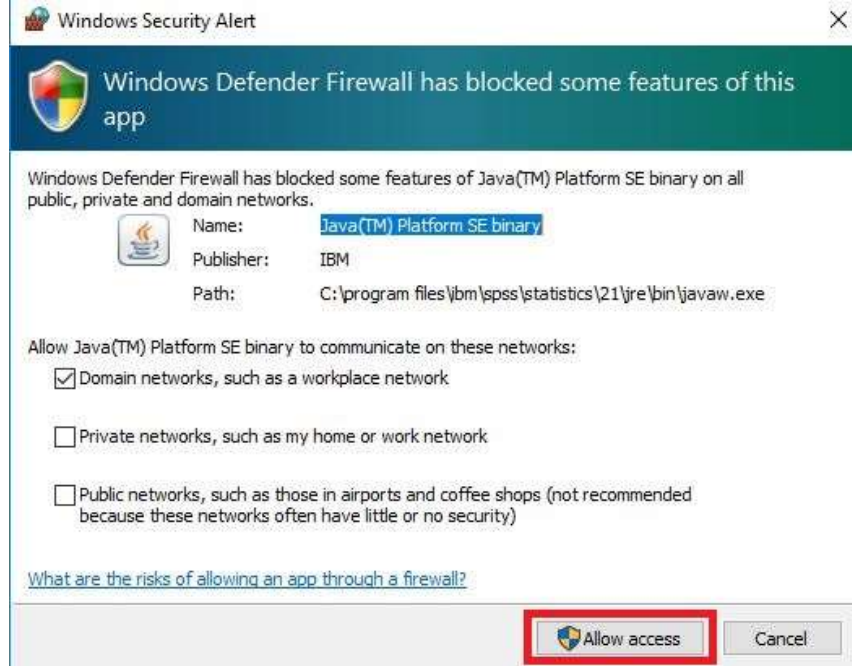 Windows Security Alert
Windows Defender Firewall has blocked some features of this
app
Windows Defender Firewall has blocked some features of Java(TM) Platform SE binary on all
public, private and domain networks.
Name: Java(TM) Platform SE binary
Publisher: IBM
Path: C:\program files\ibm\spss\statistics\21\jre\bin\javaw.exe
Allow Java(TM) Platform SE binary to communicate on these networks:
Domain networks, such as a workplace network
Private networks, such as my home or work network
Public networks, such as those in airports and coffee shops (not recommended
because these networks often have little or no security)
What are the risks of allowing an app through a firewall?
Allow access Cancel